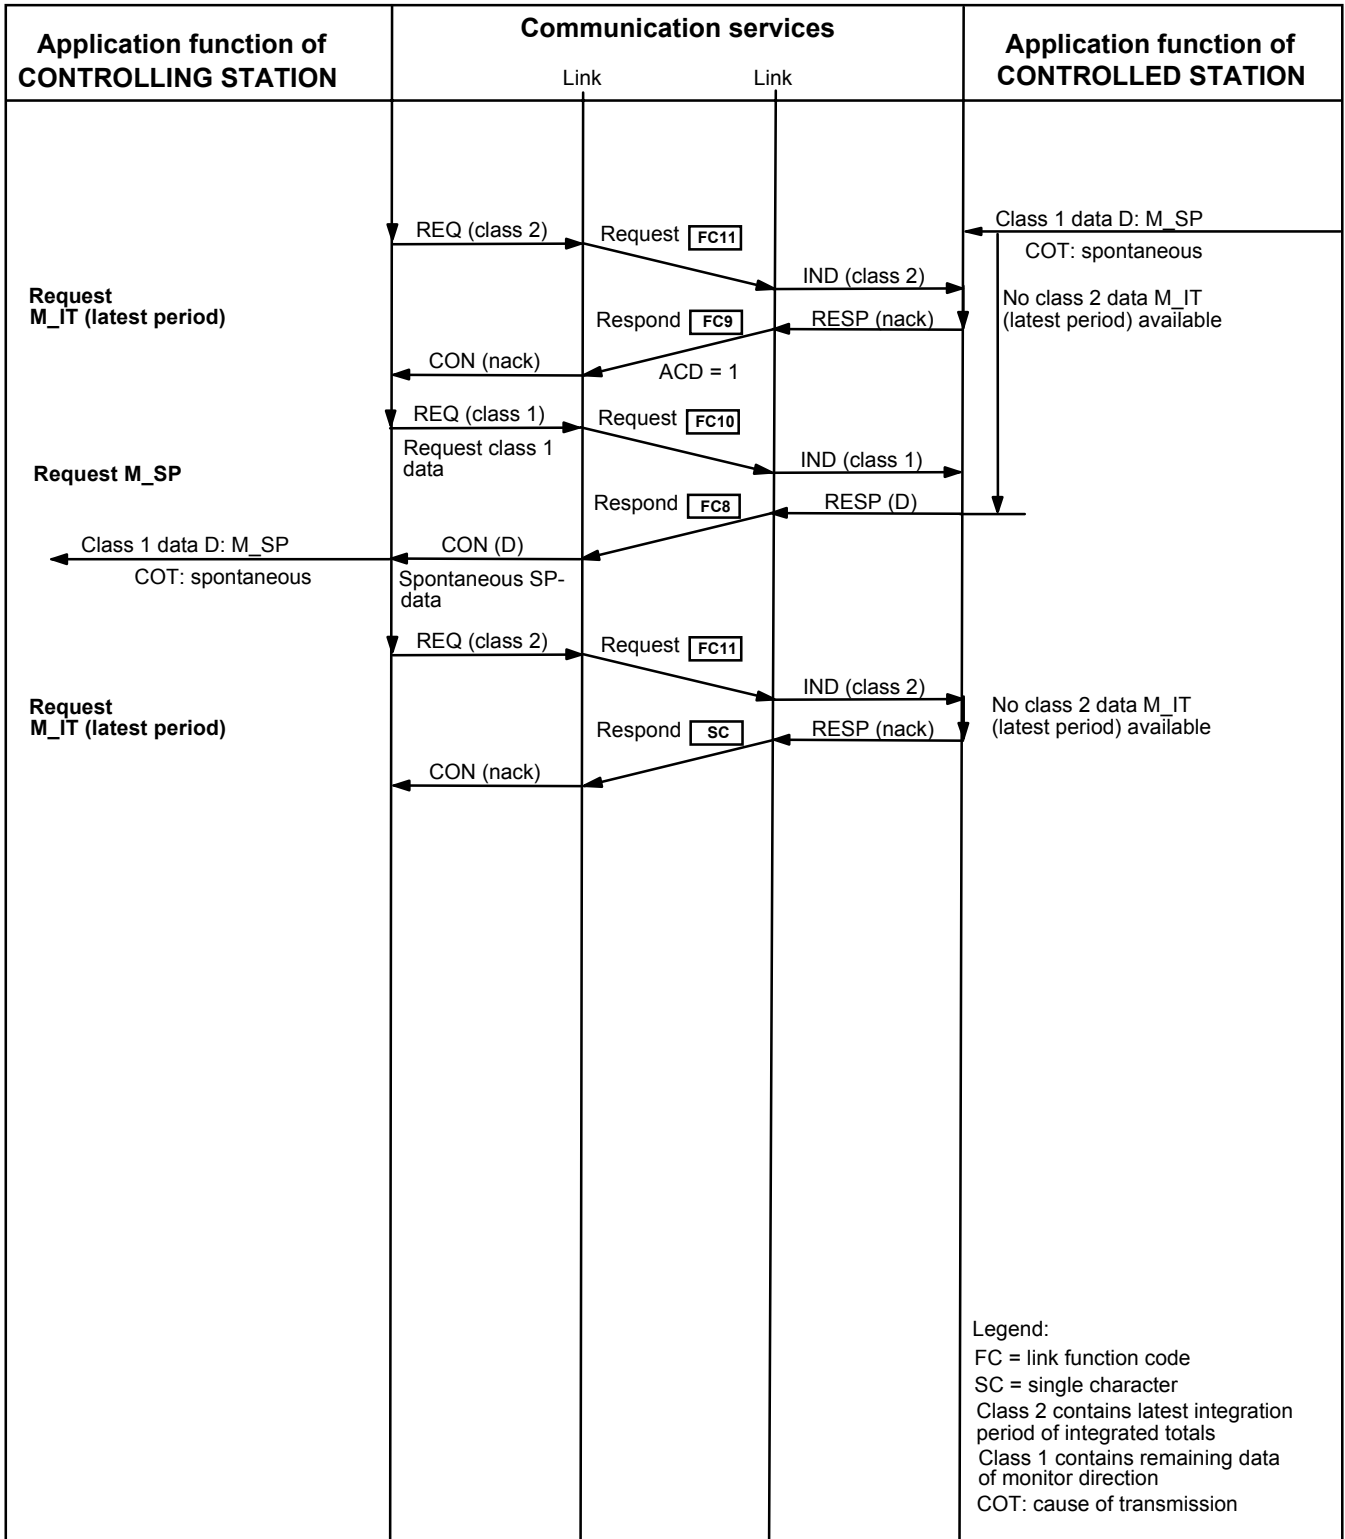 Application function of
CONTROLLING STATION
Communication services
Link
Link
Application function of
CONTROLLED STATION
Class 1 data D: M_SP
COT: spontaneous
REQ (class 2)
Request FC11
IND (class 2)
Request
M_IT (latest period)
No class 2 data M_IT
(latest period) available
Respond FC9
RESP (nack)
CON (nack)
ACD = 1
REQ (class 1)
Request FC10
Request class 1
data
IND (class 1)
Request M_SP
Respond FC8
RESP (D)
Class 1 data D: M_SP
CON (D)
COT: spontaneous
Spontaneous SP-
data
REQ (class 2)
Request FC11
IND (class 2)
Request
M_IT (latest period)
No class 2 data M_IT
(latest period) available
Respond SC
RESP (nack)
CON (nack)
Legend:
FC = link function code
SC = single character
Class 2 contains latest integration
period of integrated totals
Class 1 contains remaining data
of monitor direction
COT: cause of transmission